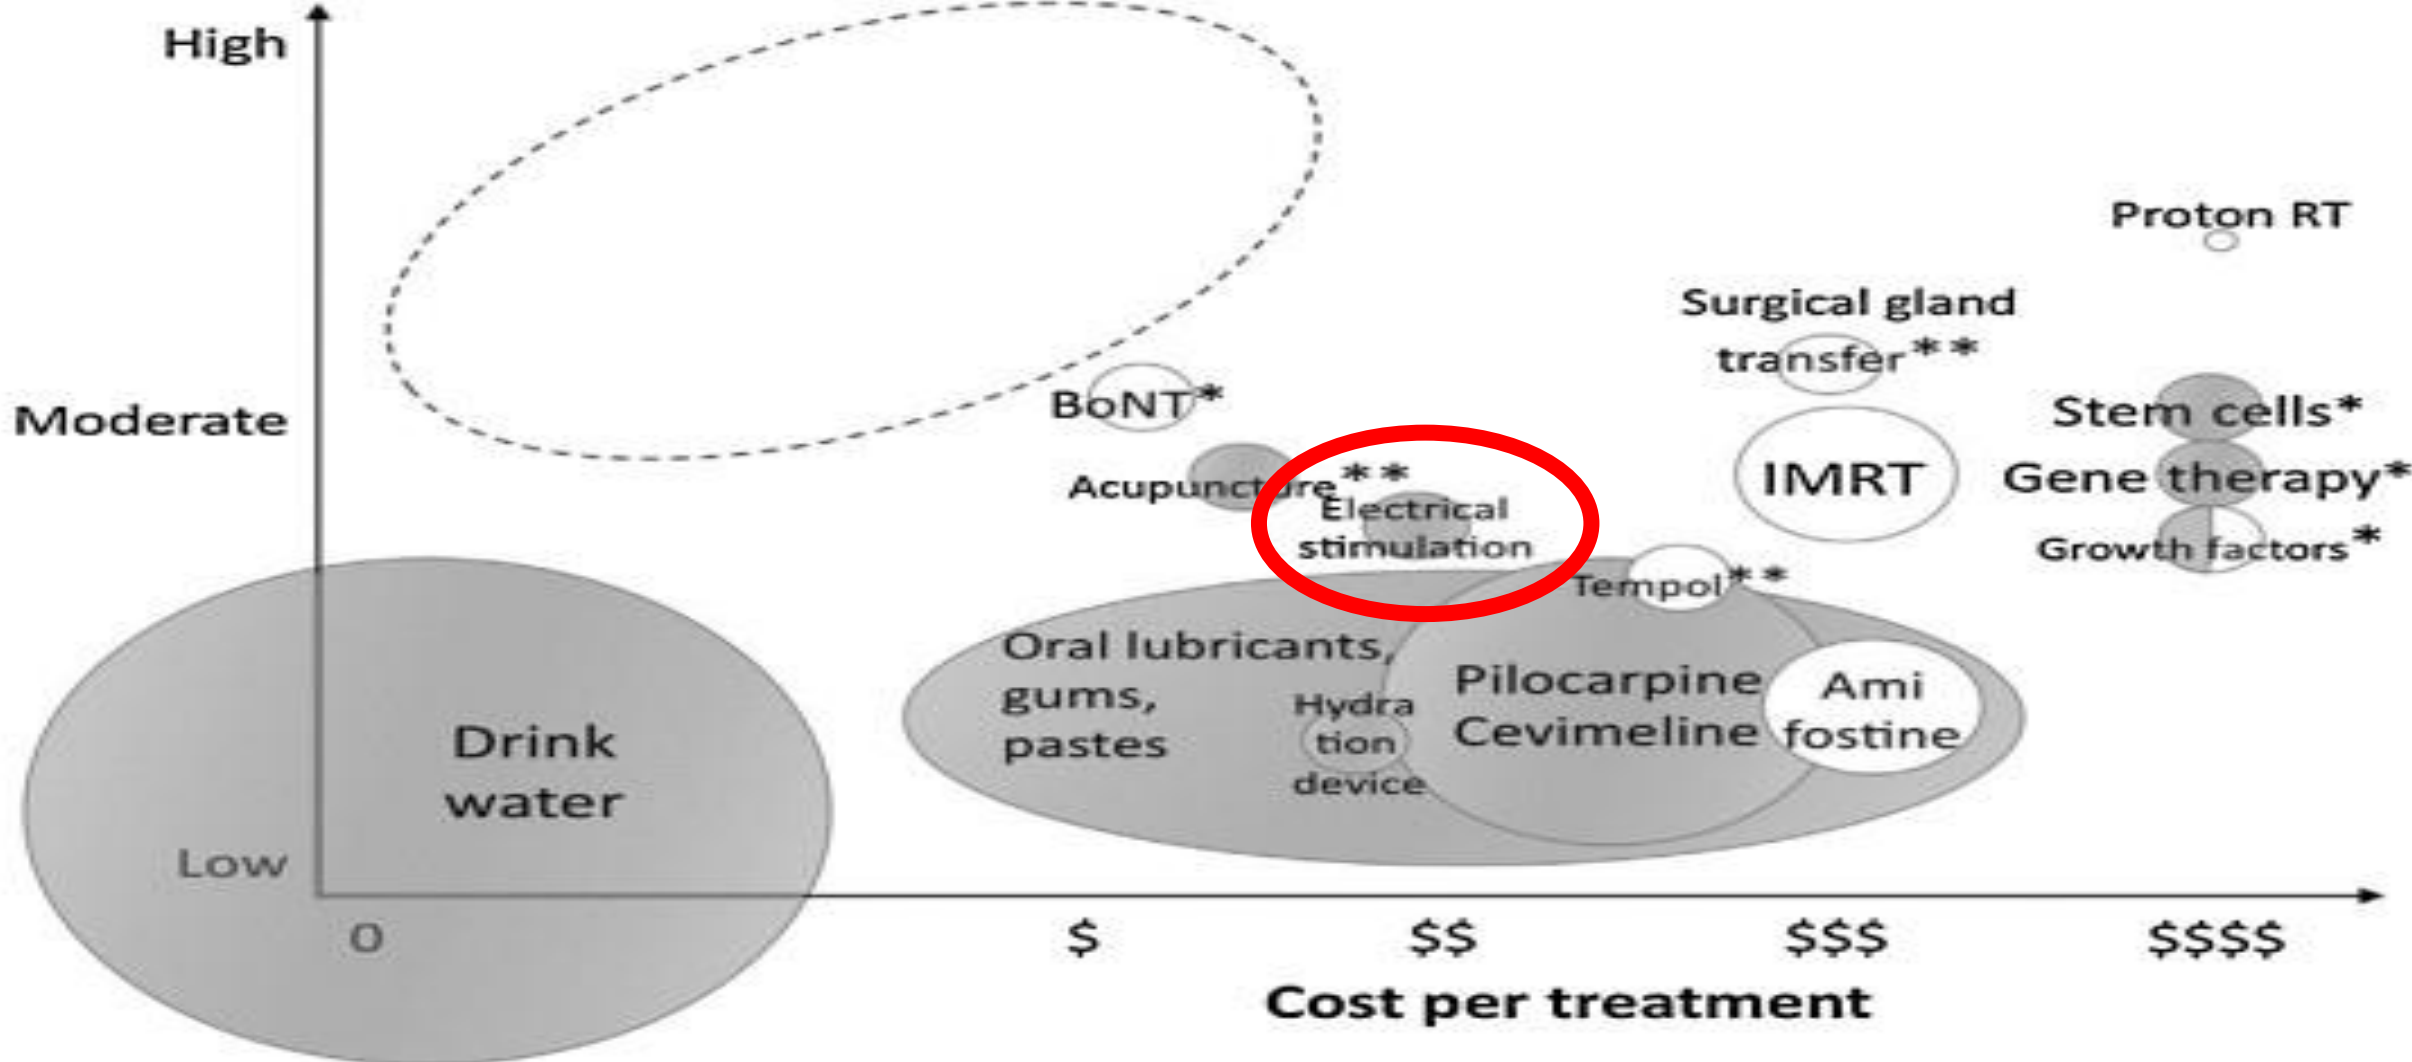 High
Proton RT
Surgical gland
transfer**
BoNT*
Moderate
Stem cells*
Acupuncture**
IMRT
Gene therapy*
Electrical
stimulation
Growth factors*
Tempol**
Oral lubricants,
gums,
pastes
Hydra
tion
device
Pilocarpine
Cevimeline
Ami
fostine
Drink
water
Low
0
$
$$
$$$
$$$$
Cost per treatment